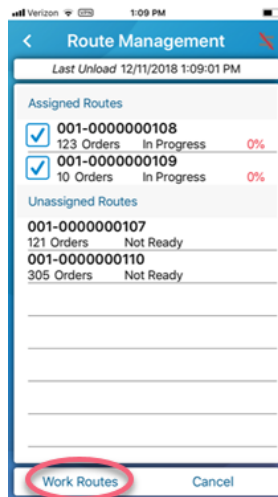 Verizon 1:09 PM
Route Management
Last Unload 12/11/2018 1:09:01 PM
Assigned Routes
001-0000000108
123 Orders In Progress 0%
001-0000000109
10 Orders In Progress 0%
Unassigned Routes
001-0000000107
121 Orders Not Ready
001-0000000110
305 Orders Not Ready
Work Routes Cancel